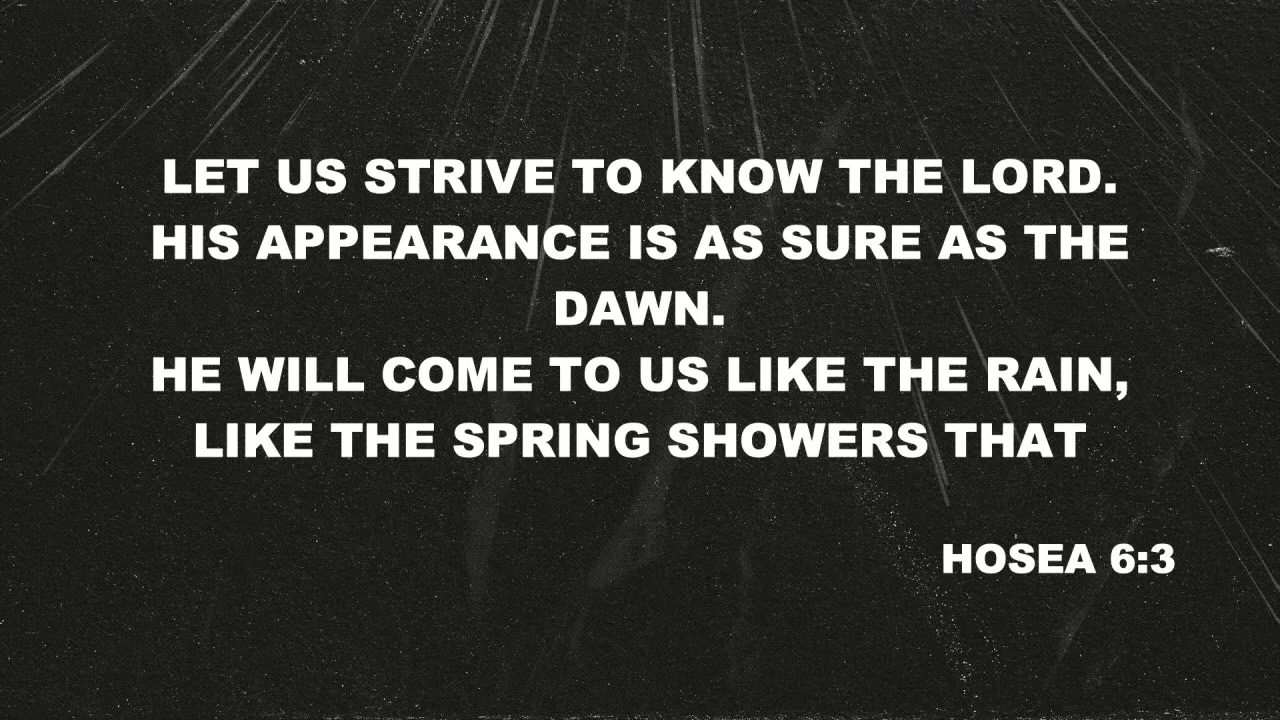 LET US STRIVE TO KNOW THE LORD.
HIS APPEARANCE IS AS SURE AS THE
DAWN.
HE WILL COME TO US LIKE THE RAIN,
LIKE THE SPRING SHOWERS THAT
HOSEA 6:3